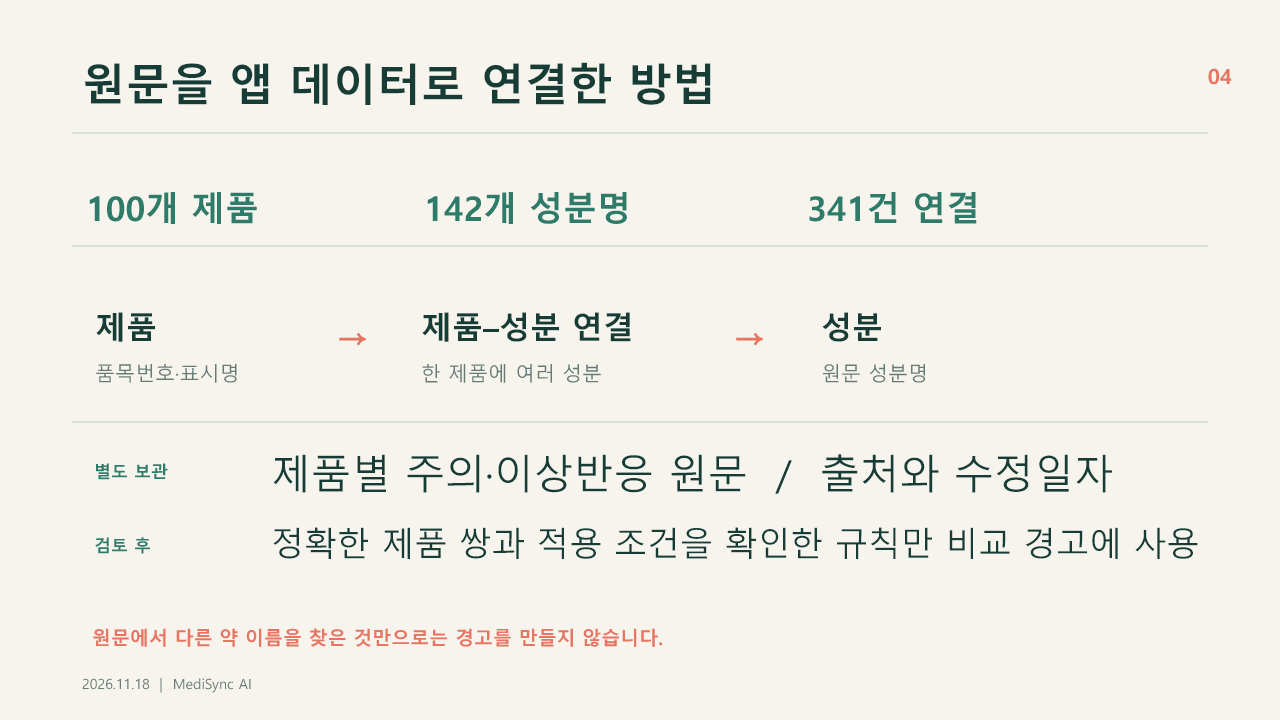 원문을 앱 데이터로 연결한 방법
04
100개 제품
142개 성분명
341건 연결
제품
→
제품–성분 연결
→
성분
품목번호·표시명
한 제품에 여러 성분
원문 성분명
별도 보관
제품별 주의·이상반응 원문 / 출처와 수정일자
검토 후
정확한 제품 쌍과 적용 조건을 확인한 규칙만 비교 경고에 사용
원문에서 다른 약 이름을 찾은 것만으로는 경고를 만들지 않습니다.
2026.11.18 | MediSync AI